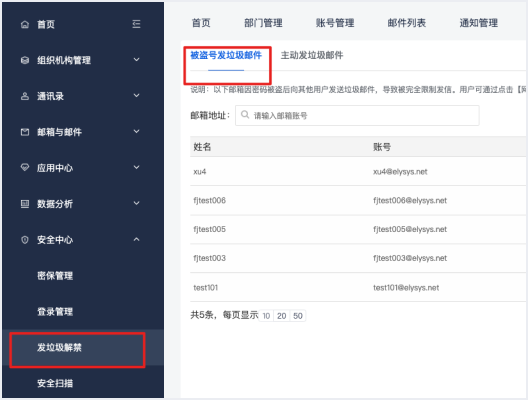 首页
组织机构管理
通讯录
邮箱与邮件
应用中心
数据分析
安全中心
密保管理
登录管理
发垃圾解禁
安全扫描
首页 部门管理 账号管理 邮件列表 通知管理
被盗号发垃圾邮件 主动发垃圾邮件
说明：以下邮箱因密码被盗后向其他用户发送垃圾邮件，导致被完全限制发信。用户可通过点击【
邮箱地址： 请输入邮箱账号
姓名 账号
xu4 xu4@elysys.net
fjtest006 fjtest006@elysys.net
fjtest005 fjtest005@elysys.net
fjtest003 fjtest003@elysys.net
test101 test101@elysys.net
共5条，每页显示 10 20 50